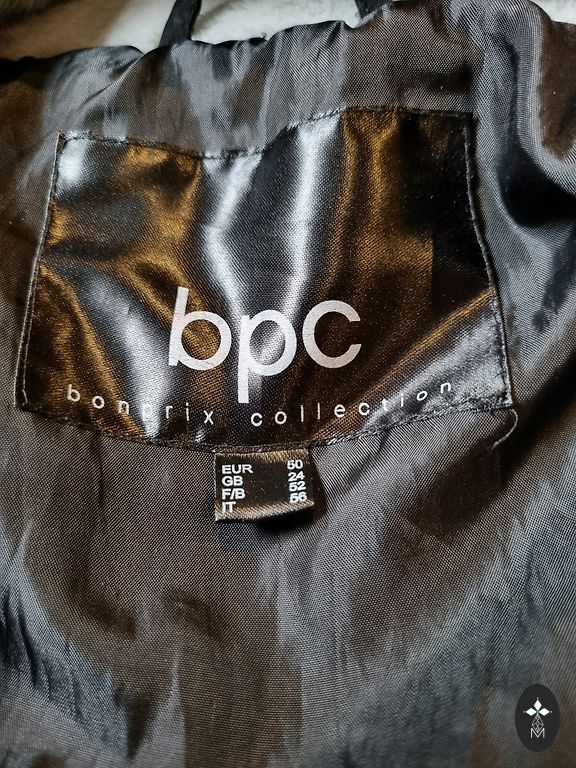 bpc
bonprix collection
EUR 50
GB 24
F/B 52
IT 56
M